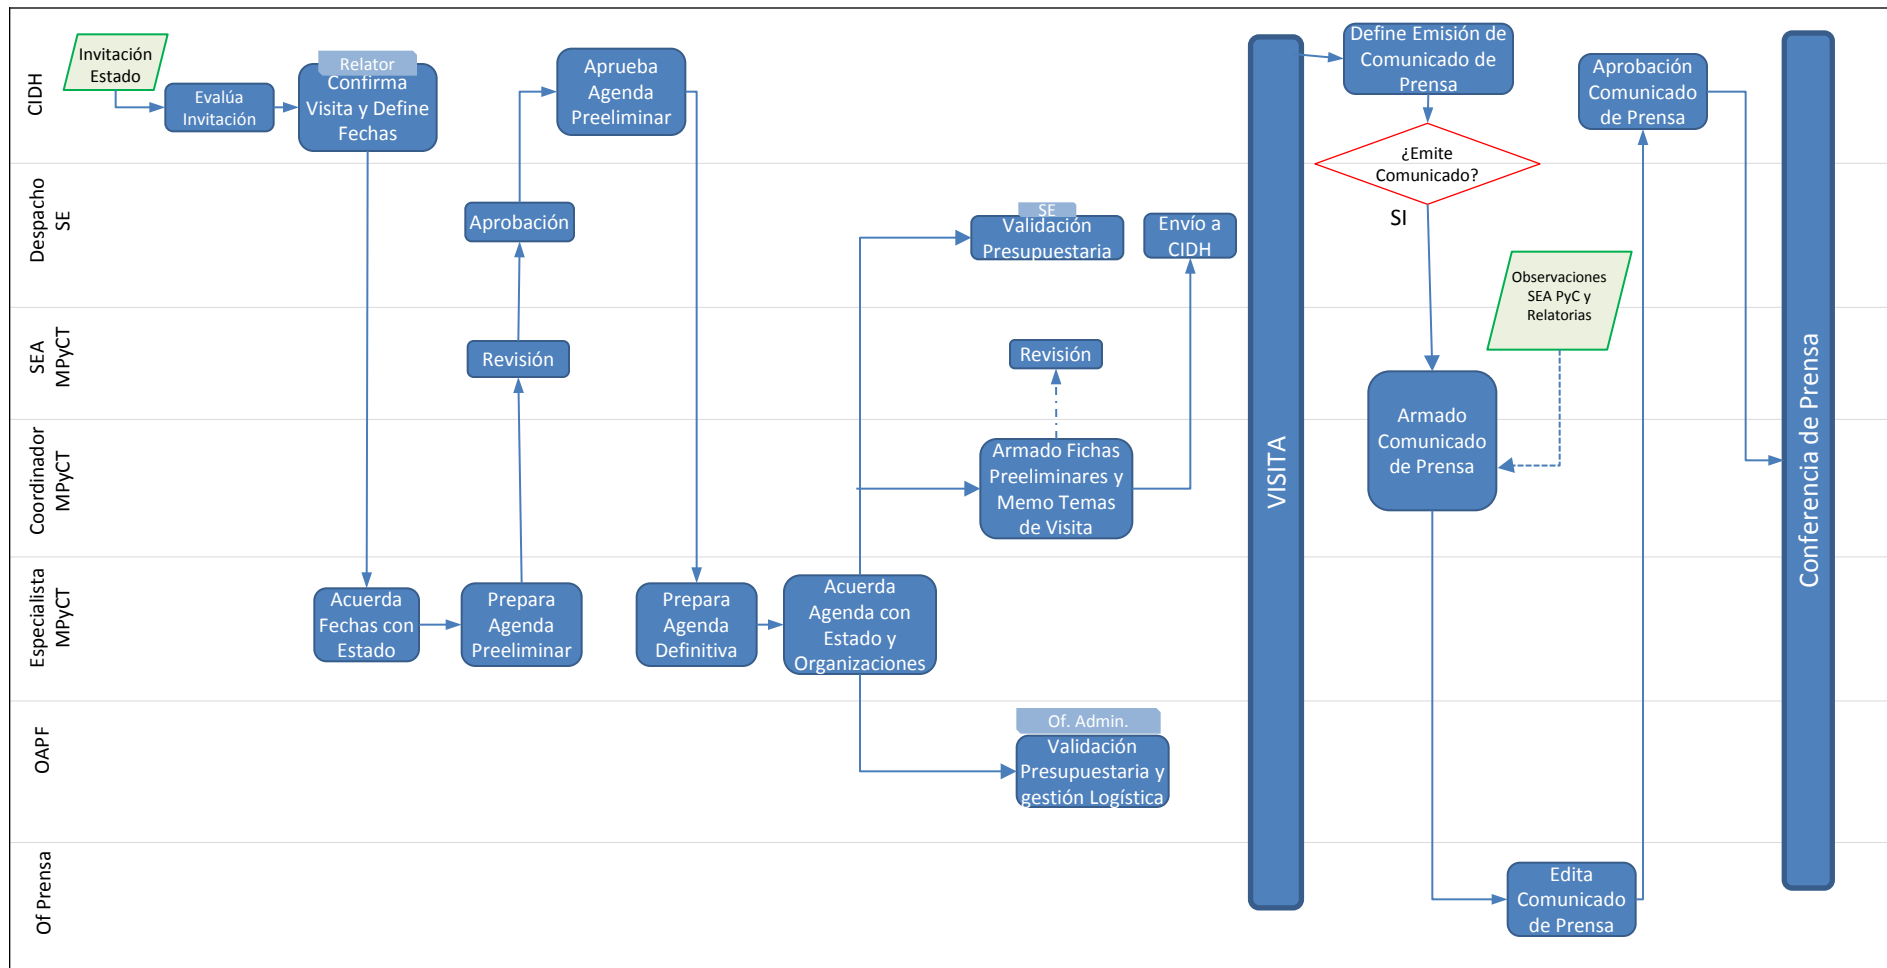 CIDH
Invitación
Estado
Evalúa
Invitación
Relator
Confirma
Visita y Define
Fechas
Aprueba
Agenda
Preeliminar
Define Emisión de
Comunicado de
Prensa
Aprobación
Comunicado
de Prensa
¿Emite
Comunicado?
SI
Despacho
SE
Aprobación
SE
Validación
Presupuestaria
Envío a
CIDH
Observaciones
SEA PyC y
Relatorias
SEA
MPyCT
Revisión
Revisión
Coordinador
MPyCT
Armado Fichas
Preeliminares y
Memo Temas
de Visita
VISITA
Armado
Comunicado
de Prensa
Conferencia de Prensa
Especialista
MPyCT
Acuerda
Fechas con
Estado
Prepara
Agenda
Preeliminar
Prepara
Agenda
Definitiva
Acuerda
Agenda con
Estado y
Organizaciones
OAPF
Of. Admin.
Validación
Presupuestaria y
gestión Logística
Of Prensa
Edita
Comunicado
de Prensa